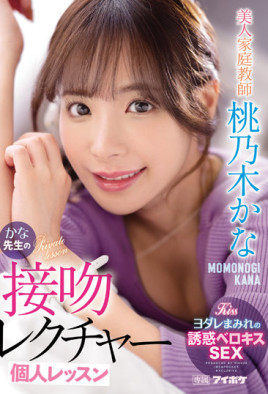 美人家庭教師
桃乃木かな
MOMONOGI
KANA
かな
先生の
Private
lesson
接吻
レクチャー
個人レッスン
Kiss
ヨダレまみれの
誘惑ベロキス
SEX
専属
アイポケ